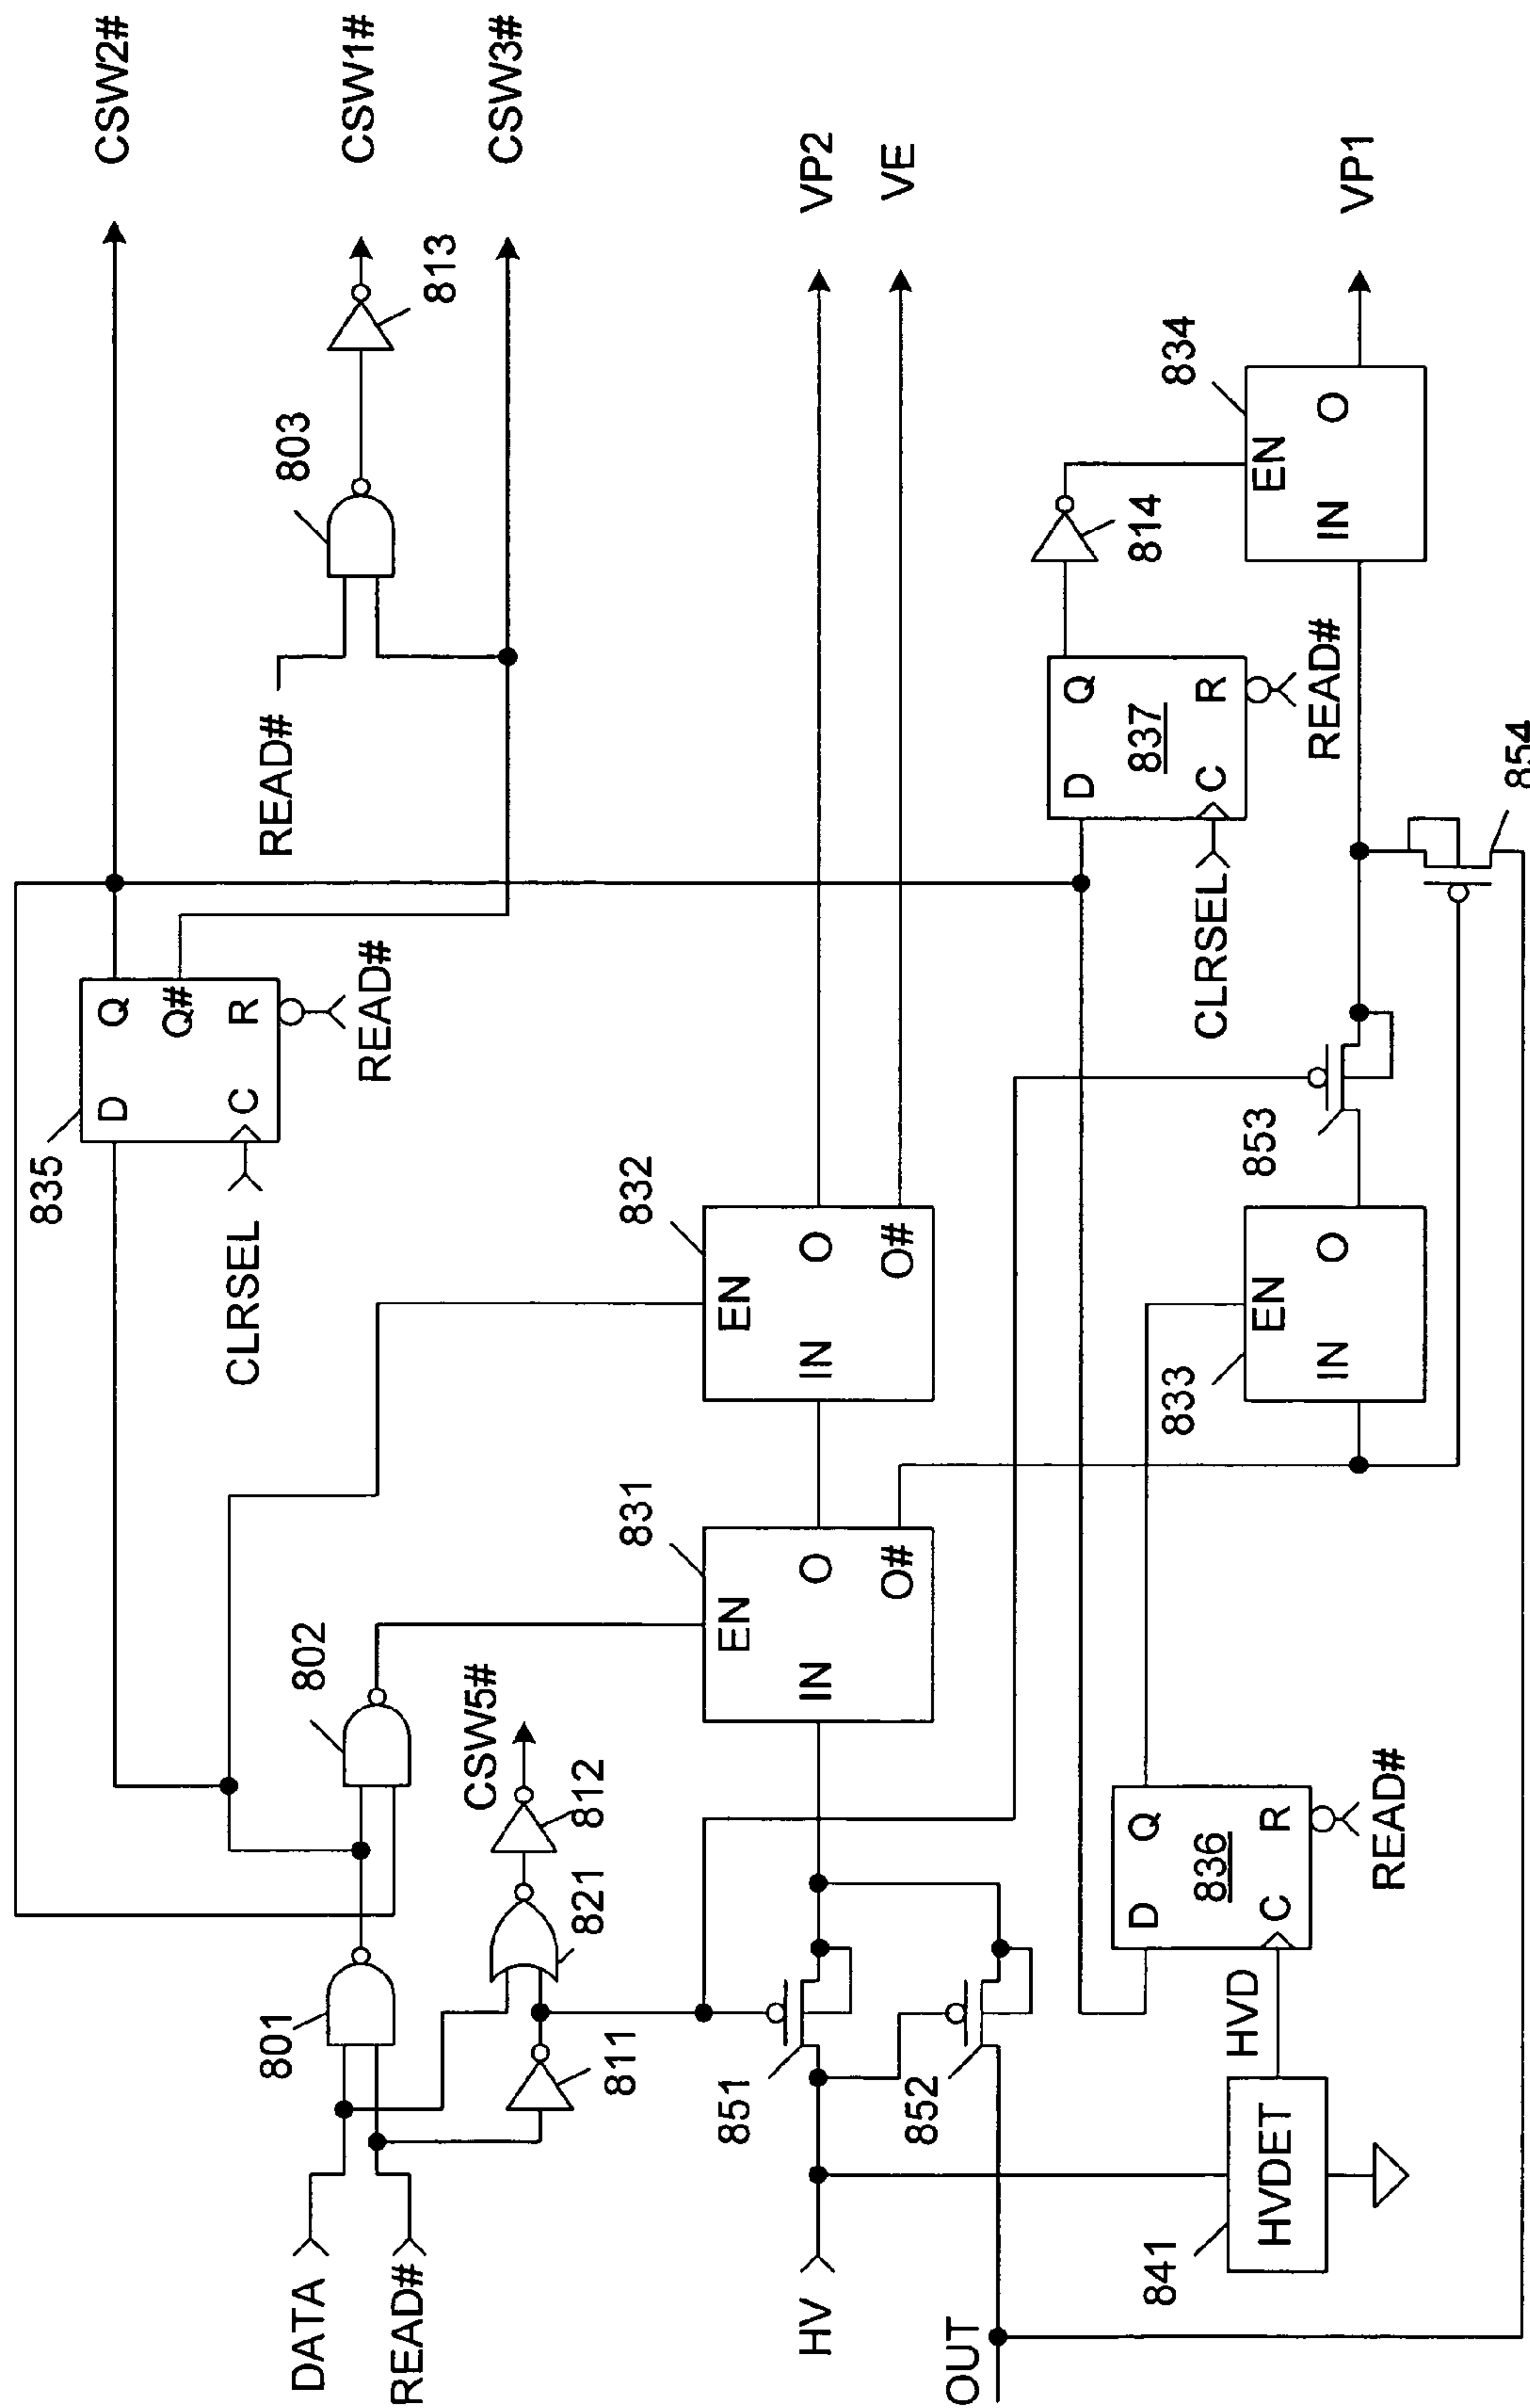 CSW2#
CSW1#
CSW3#
813
803
READ#
835
D
Q
Q#
C
R
CLRSEL
READ#
VP2
VE
VP1
834
EN
IN
O
814
837
D
Q
C
R
CLRSEL
READ#
854
853
832
EN
IN
O
O#
831
EN
IN
O
O#
833
EN
IN
O
802
CSW5#
812
821
801
811
DATA
READ#
851
852
HV
OUT
836
D
Q
C
R
READ#
HVD
HVDET
841